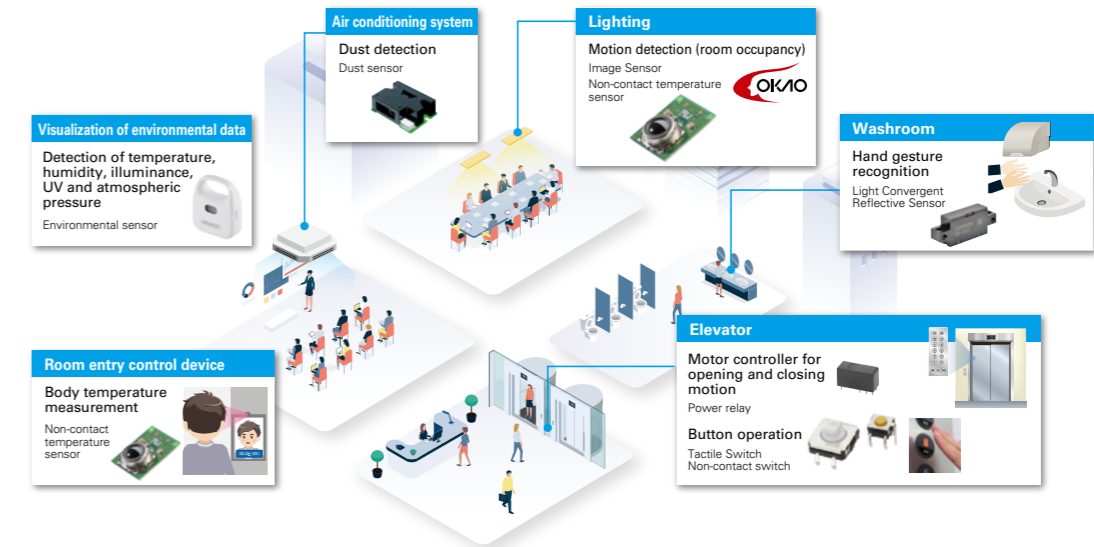 Air conditioning system
Dust detection
Dust sensor
Lighting
Motion detection (room occupancy)
Image Sensor
Non-contact temperature
sensor
OKAO
Visualization of environmental data
Detection of temperature,
humidity, illuminance,
UV and atmospheric
pressure
Environmental sensor
Washroom
Hand gesture
recognition
Light Convergent
Reflective Sensor
Room entry control device
Body temperature
measurement
Non-contact
temperature
sensor
Elevator
Motor controller for
opening and closing
motion
Power relay
Button operation
Tactile Switch
Non-contact switch
8